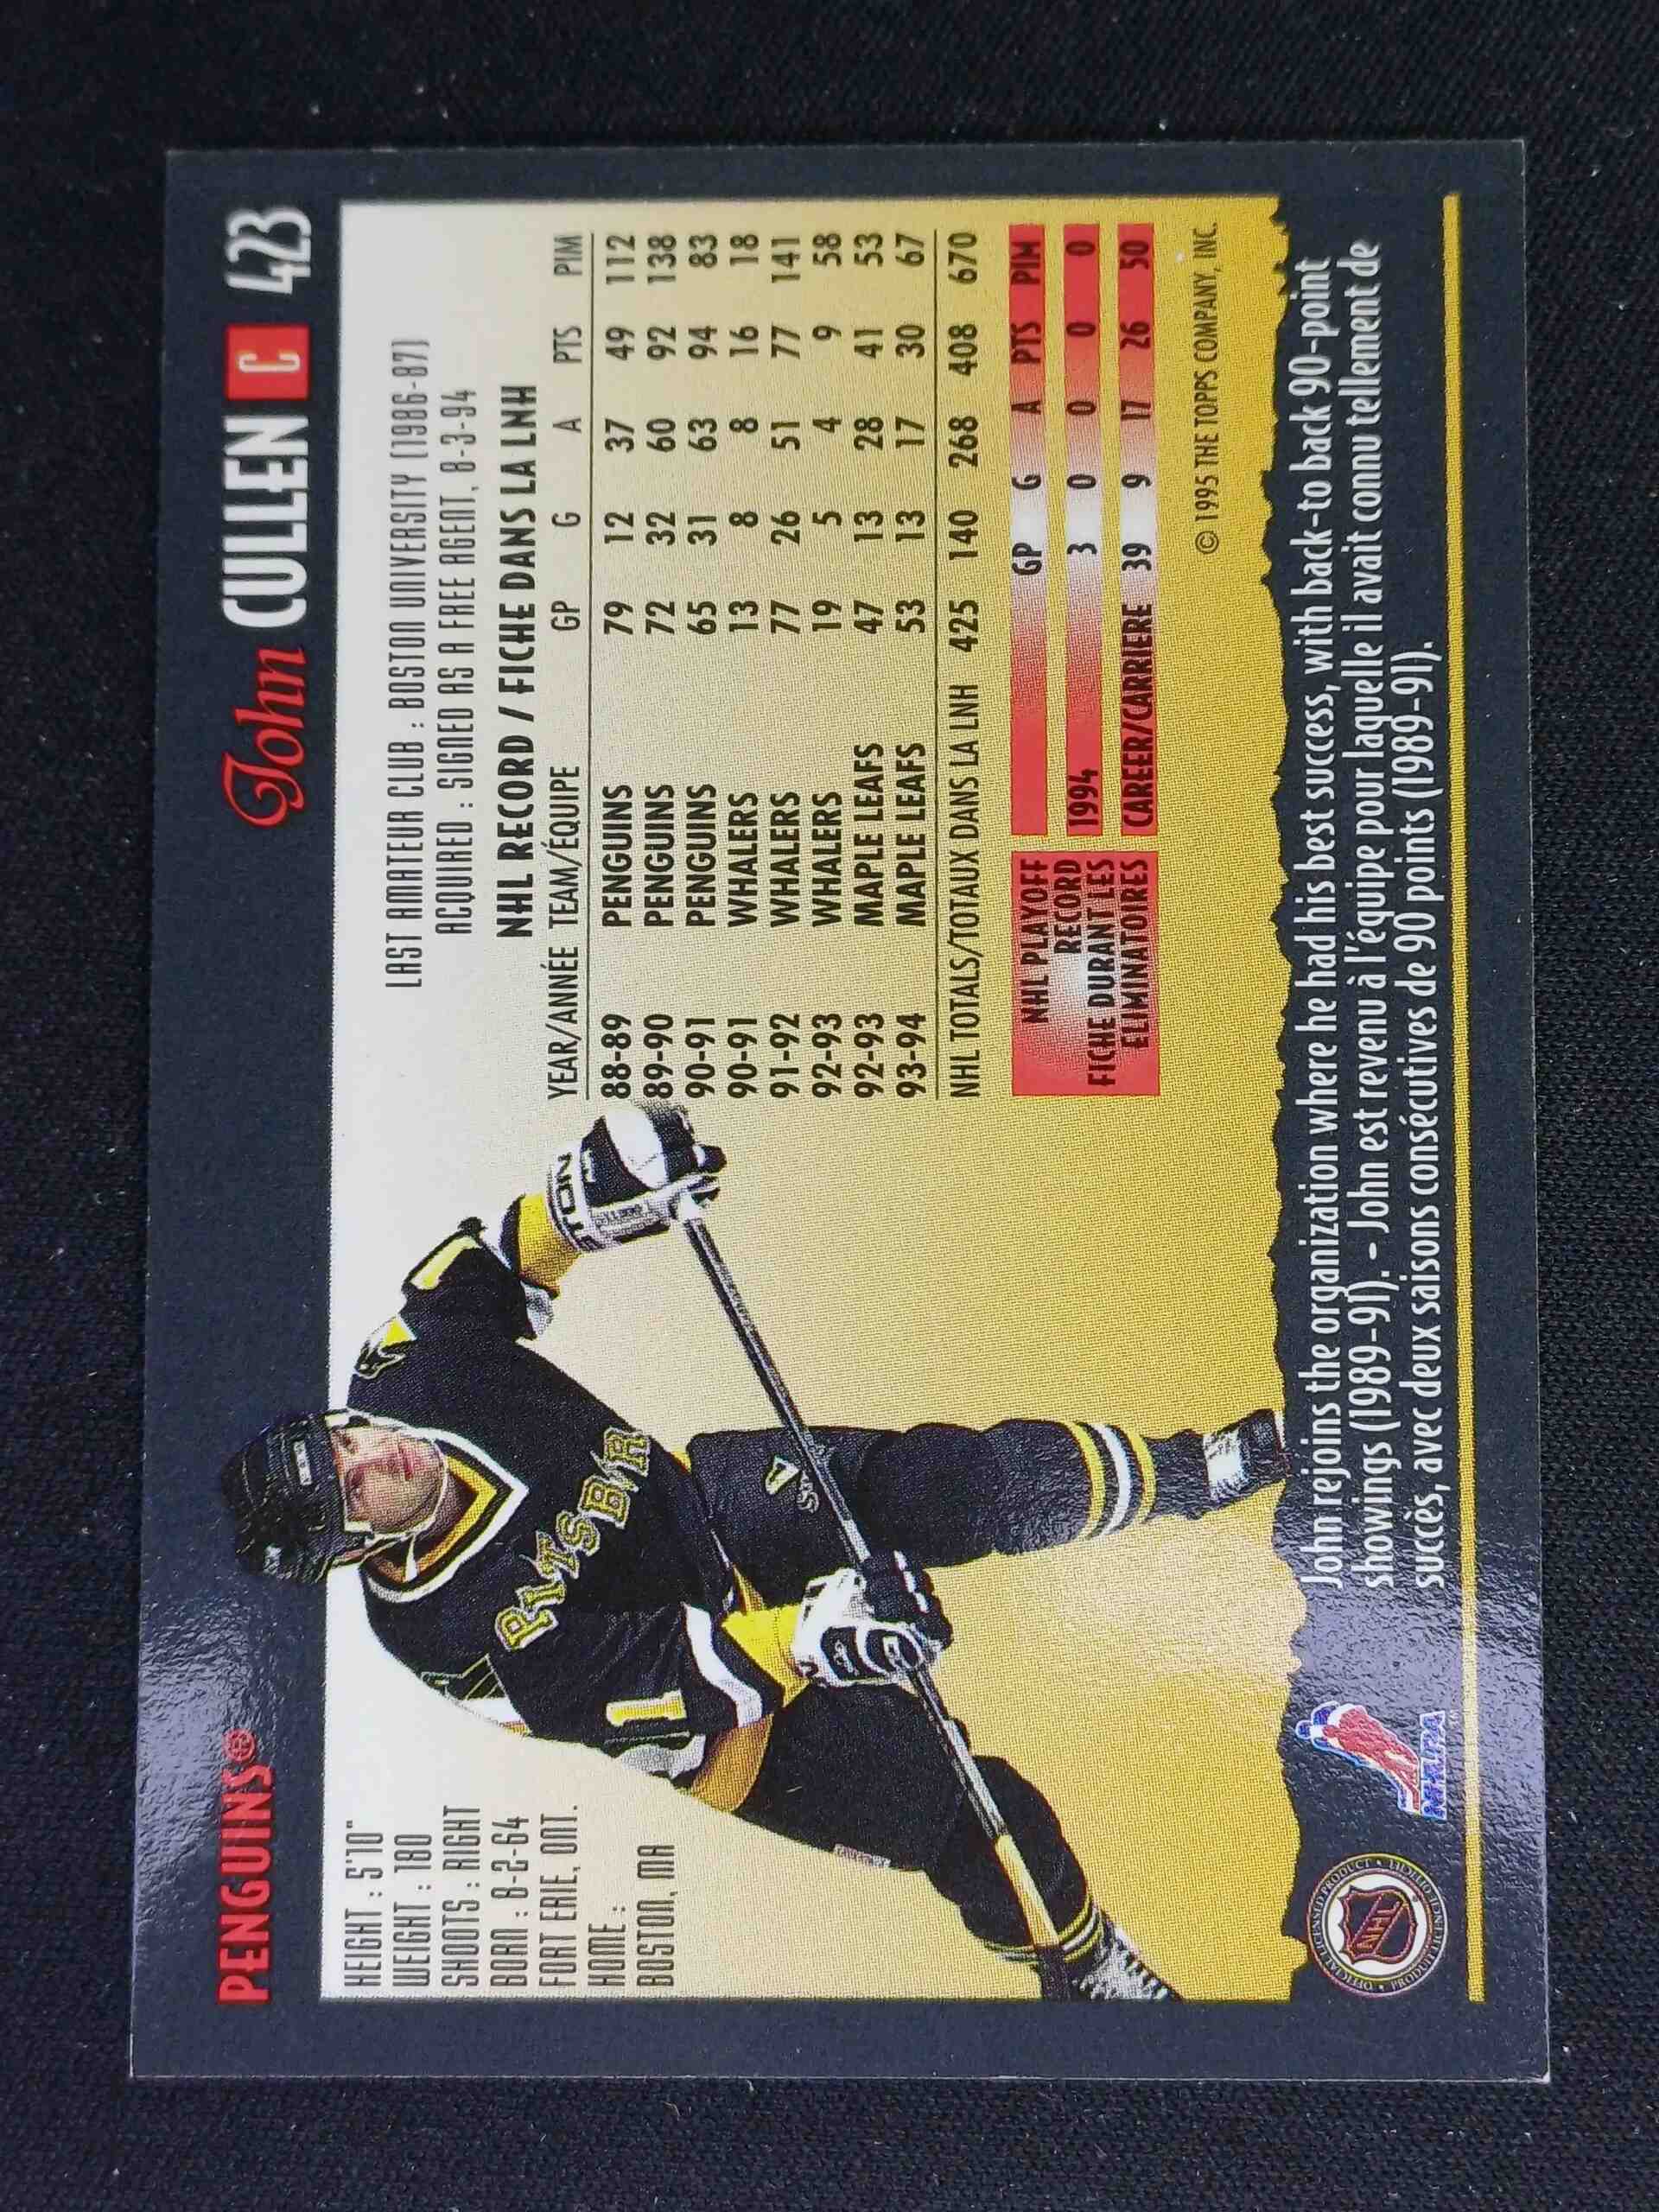 PENGUINS®
John CULLEN C 423
HEIGHT : 5'10"
WEIGHT : 180
SHOOTS : RIGHT
BORN : 8-2-64
FORT ERIE, ONT.
HOME :
BOSTON, MA
LAST AMATEUR CLUB : BOSTON UNIVERSITY (1986-87)
ACQUIRED : SIGNED AS A FREE AGENT, 8-3-94
NHL RECORD / FICHE DANS LA LNH
YEAR/ANNÉE TEAM/ÉQUIPE GP G A PTS PIM
88-89 PENGUINS 79 12 37 49 112
89-90 PENGUINS 72 32 60 92 138
90-91 PENGUINS 65 31 63 94 83
90-91 WHALERS 13 8 8 16 18
91-92 WHALERS 77 26 51 77 141
92-93 WHALERS 19 5 4 9 58
92-93 MAPLE LEAFS 47 13 28 41 53
93-94 MAPLE LEAFS 53 13 17 30 67
NHL TOTALS/TOTAUX DANS LA LNH 425 140 268 408 670
NHL PLAYOFF
RECORD
FICHE DURANT LES
ELIMINATOIRES
GP G A PTS PIM
1994 3 0 0 0 0
CAREER/CARRIERE 39 9 17 26 50
© 1995 THE TOPPS COMPANY, INC.
PITTSBURGH
1
John rejoins the organization where he had his best success, with back-to back 90-point
showings (1989-91). - John est revenu à l'équipe pour laquelle il avait connu tellement de
succès, avec deux saisons consécutives de 90 points (1989-91).
OFFICIAL LICENSED PRODUCT
NHL
NHLPA